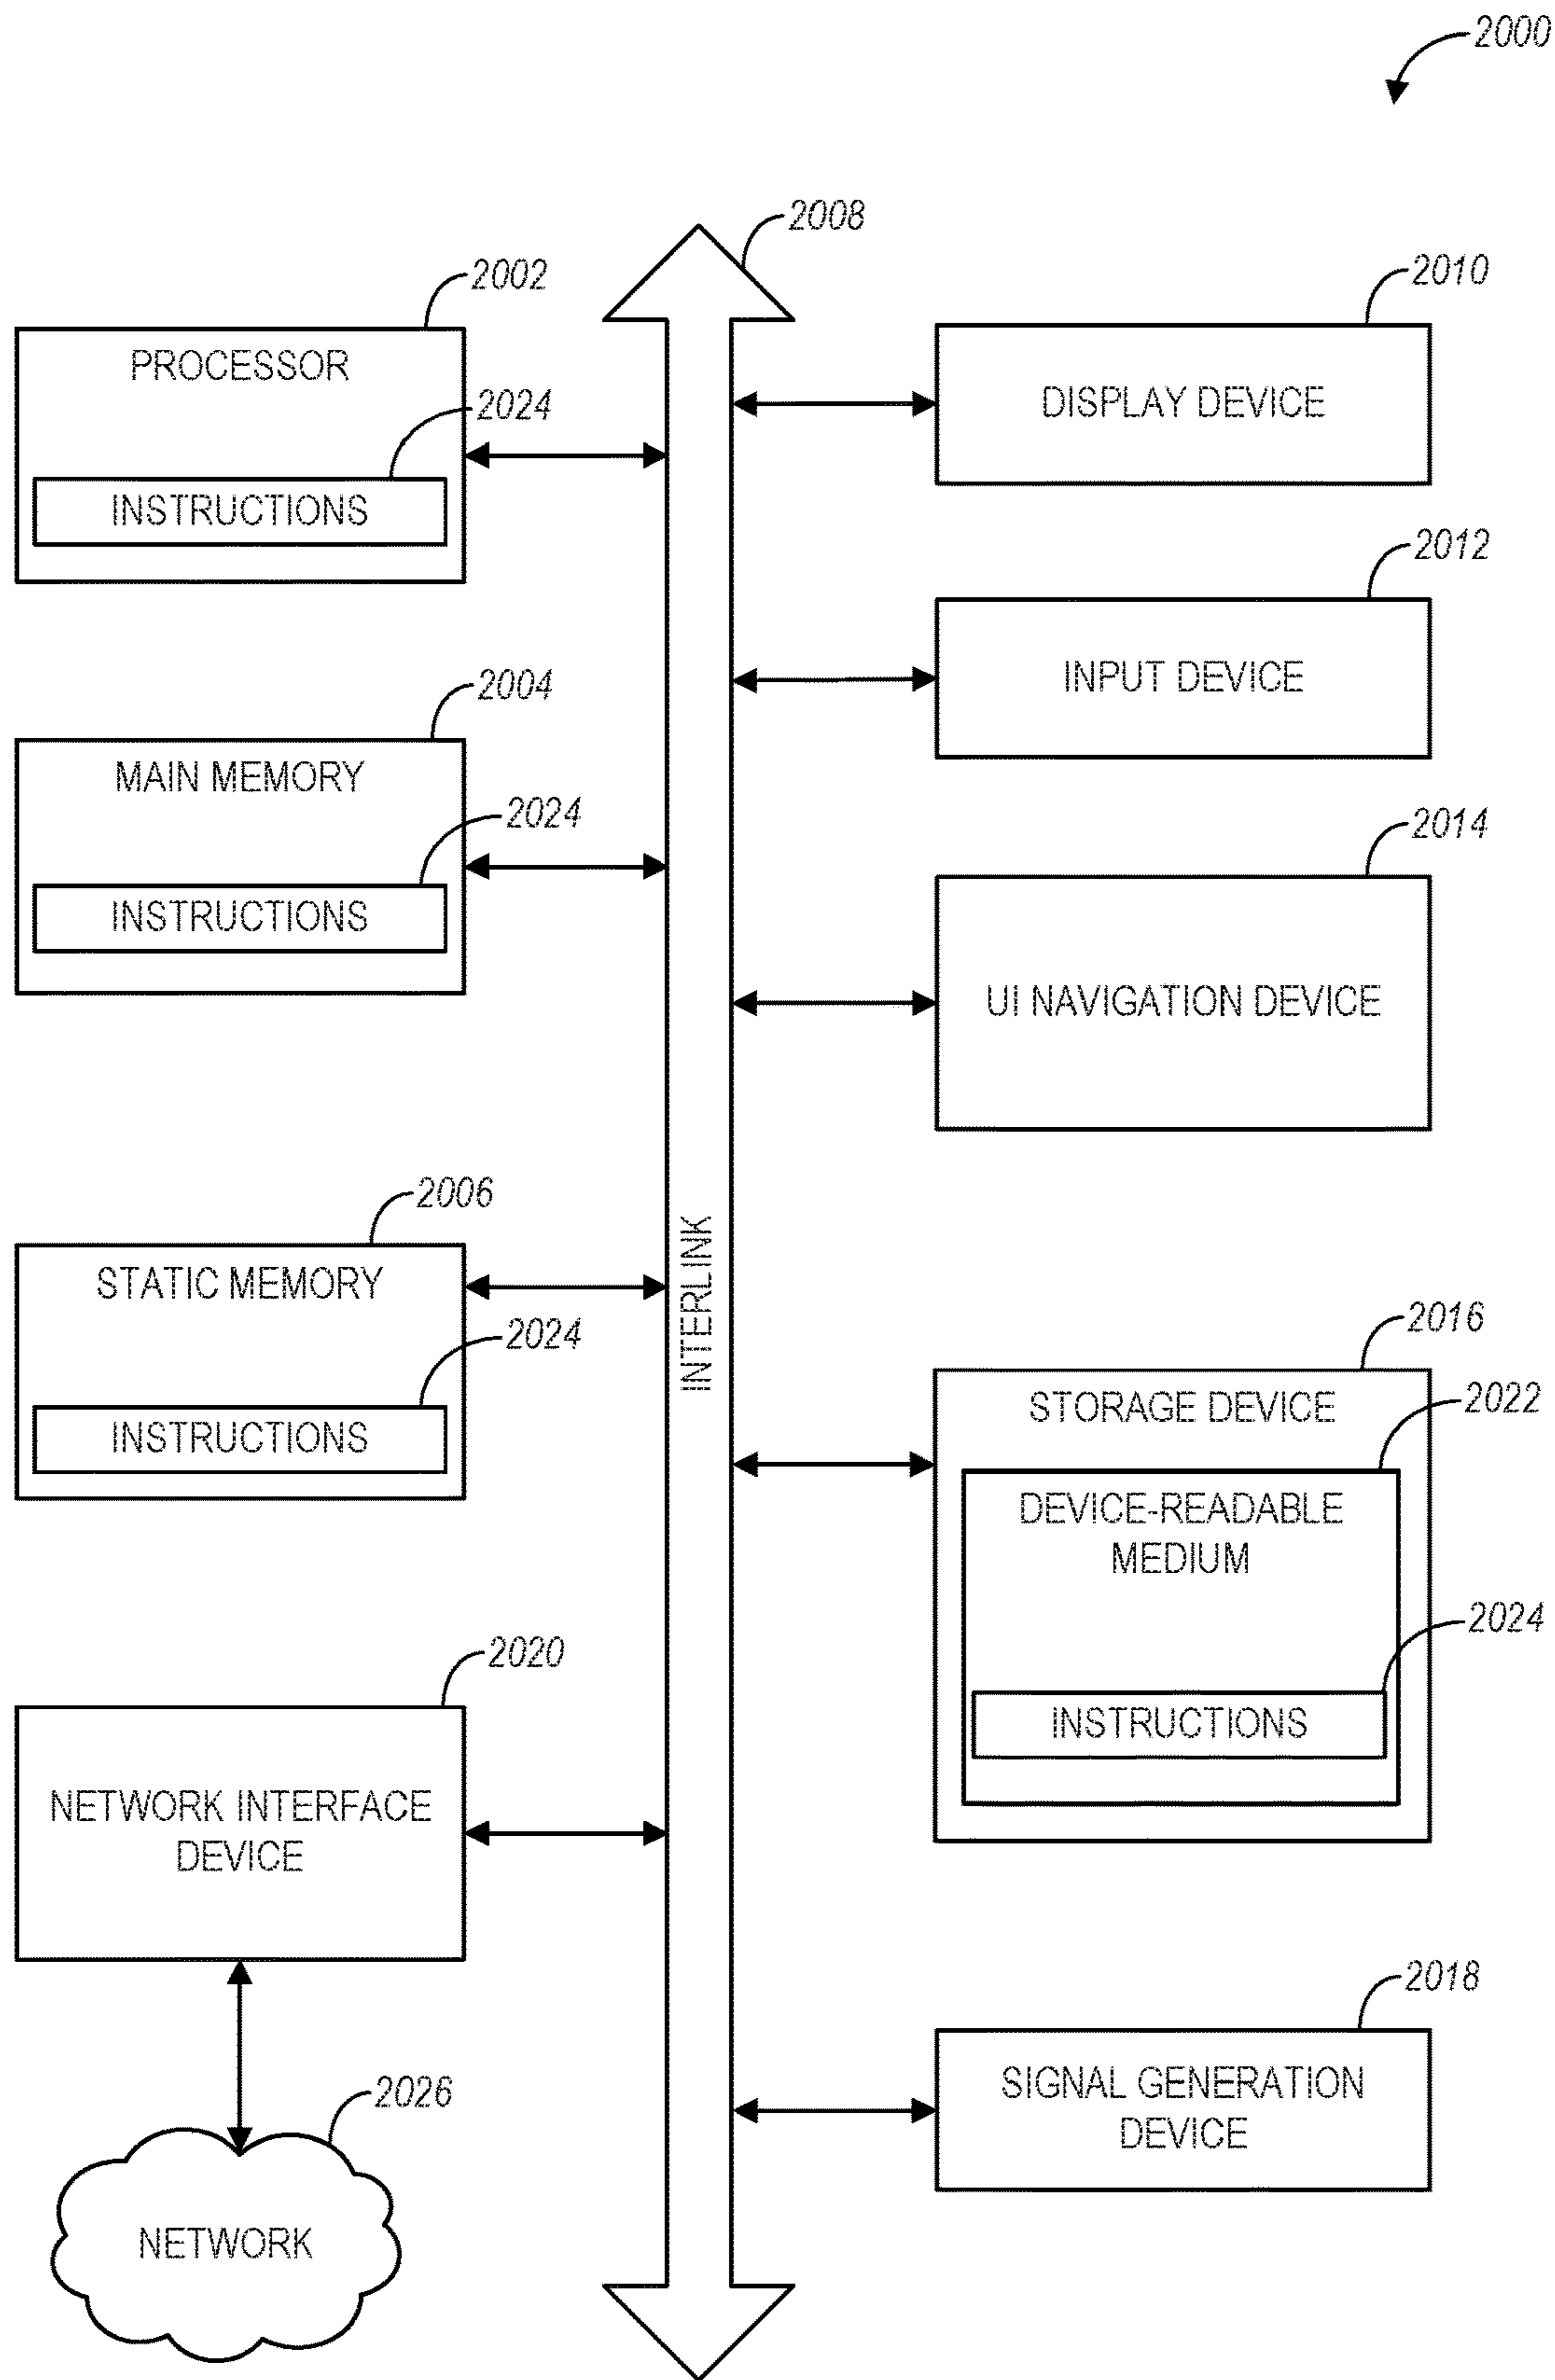 2000
2008
2002
PROCESSOR
2024
INSTRUCTIONS
2004
MAIN MEMORY
2024
INSTRUCTIONS
2006
STATIC MEMORY
2024
INSTRUCTIONS
2020
NETWORK INTERFACE
DEVICE
2026
NETWORK
INTERLINK
2010
DISPLAY DEVICE
2012
INPUT DEVICE
2014
UI NAVIGATION DEVICE
2016
STORAGE DEVICE
2022
DEVICE-READABLE
MEDIUM
2024
INSTRUCTIONS
2018
SIGNAL GENERATION
DEVICE